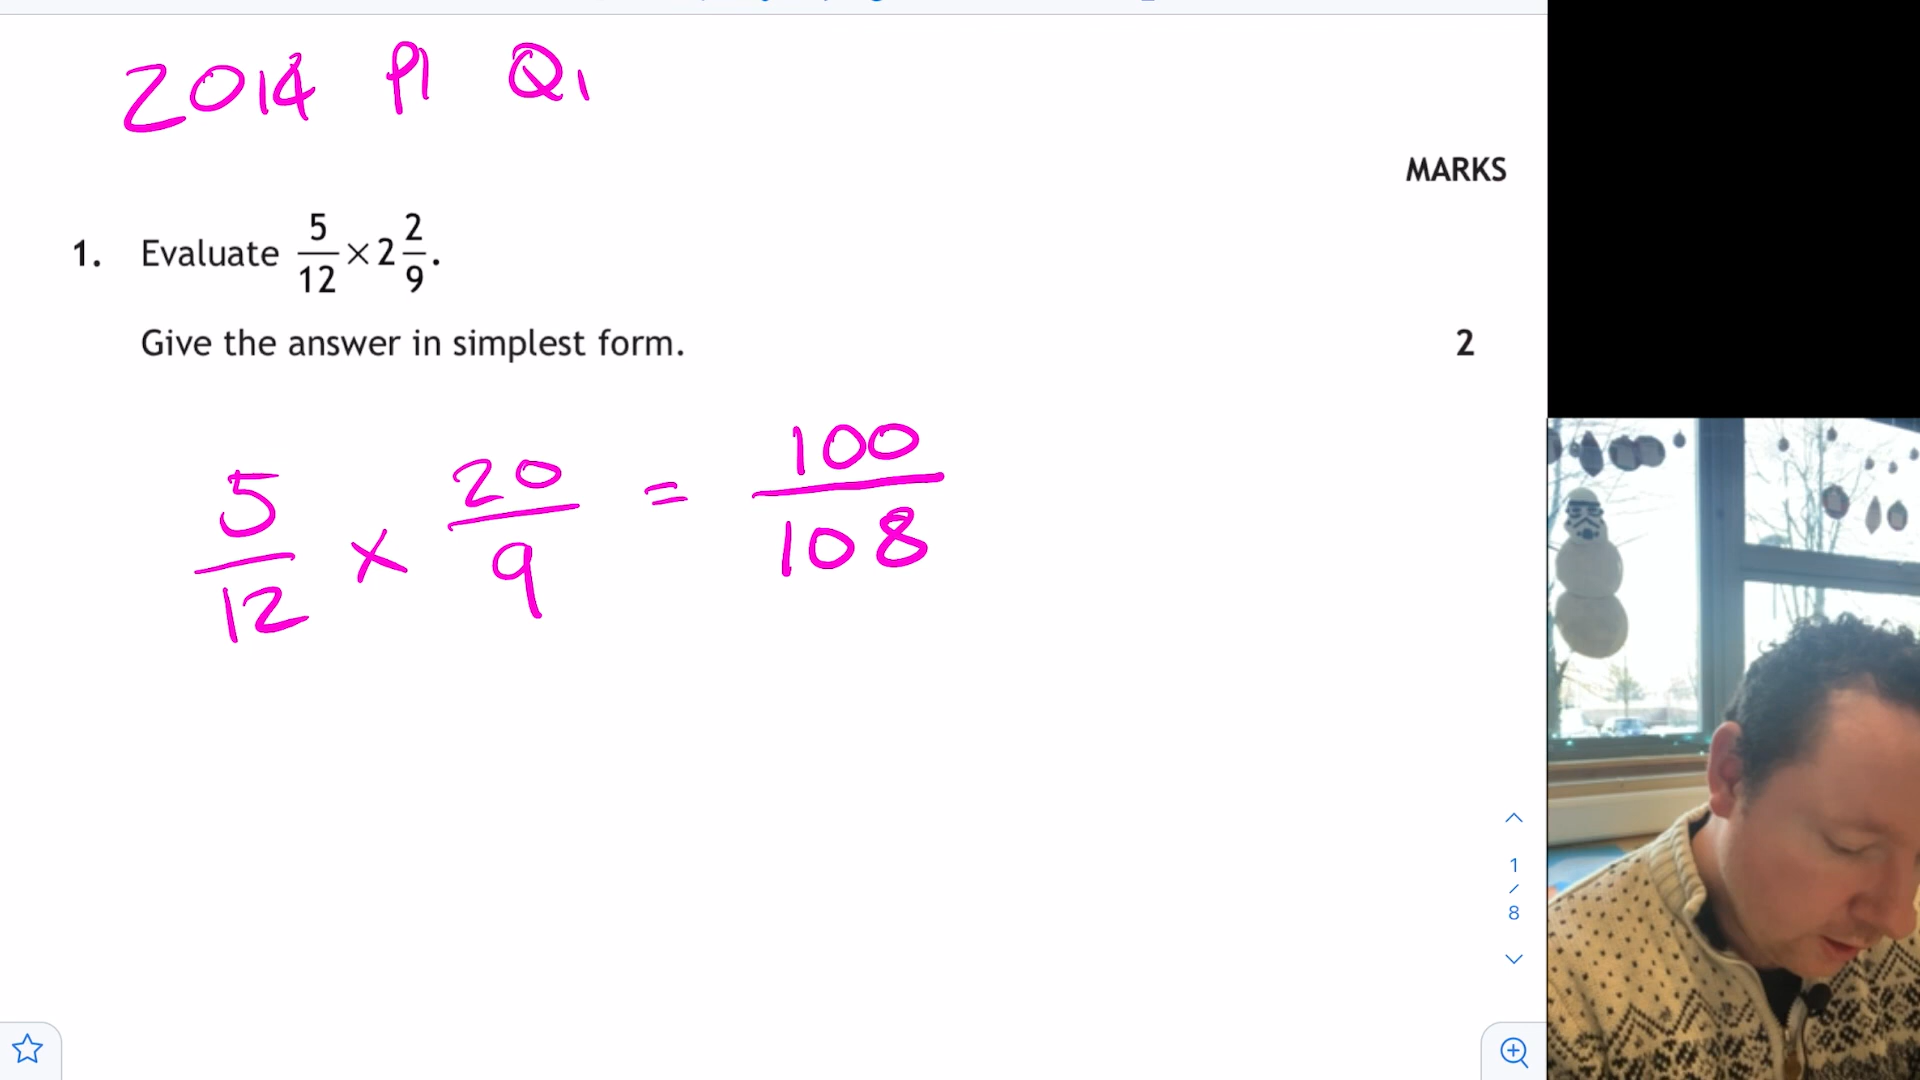 2014 P1 Q1
MARKS
1. Evaluate 5/12 × 2 2/9.
Give the answer in simplest form. 2
5/12 × 20/9 = 100/108
1
/
8